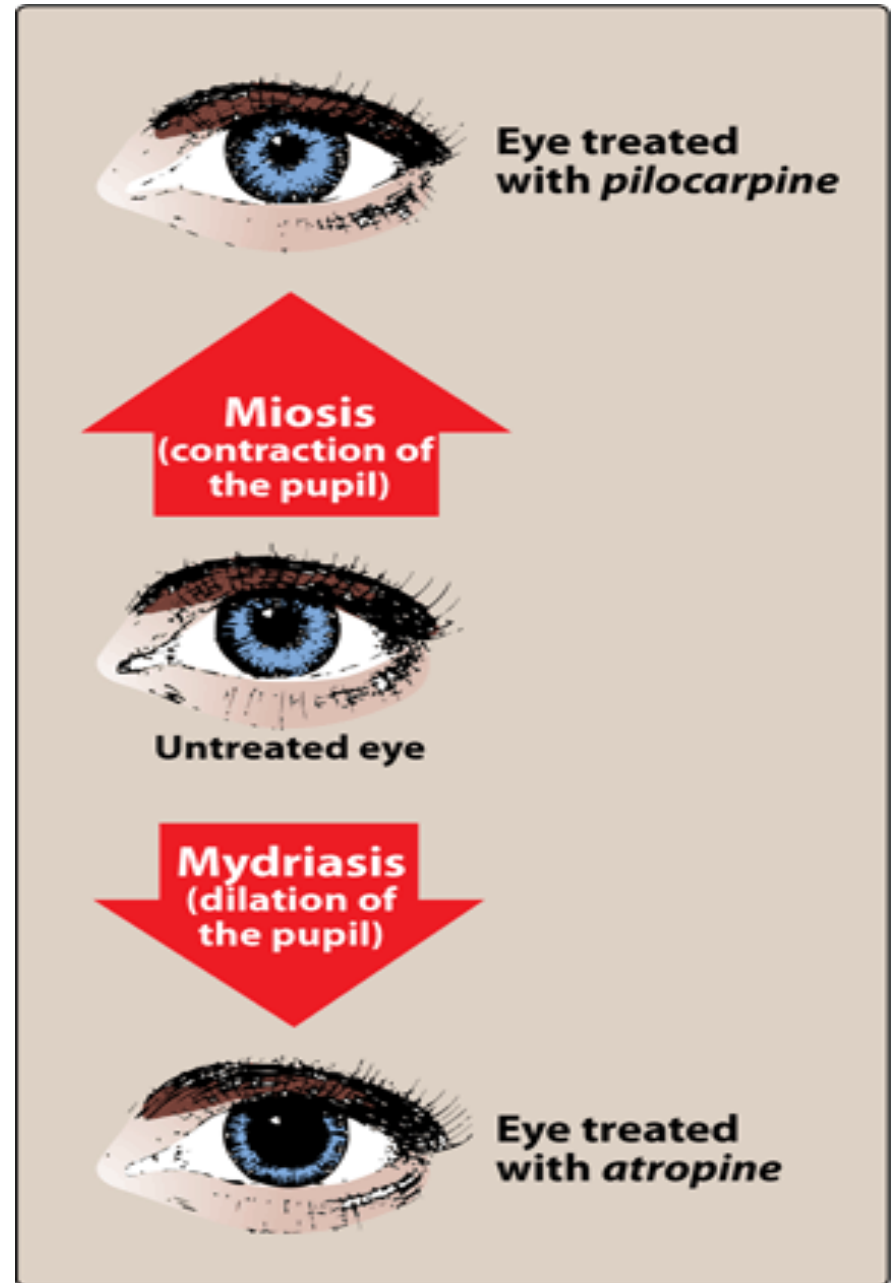 Eye treated
with pilocarpine
Miosis
(contraction of
the pupil)
Untreated eye
Mydriasis
(dilation of
the pupil)
Eye treated
with atropine